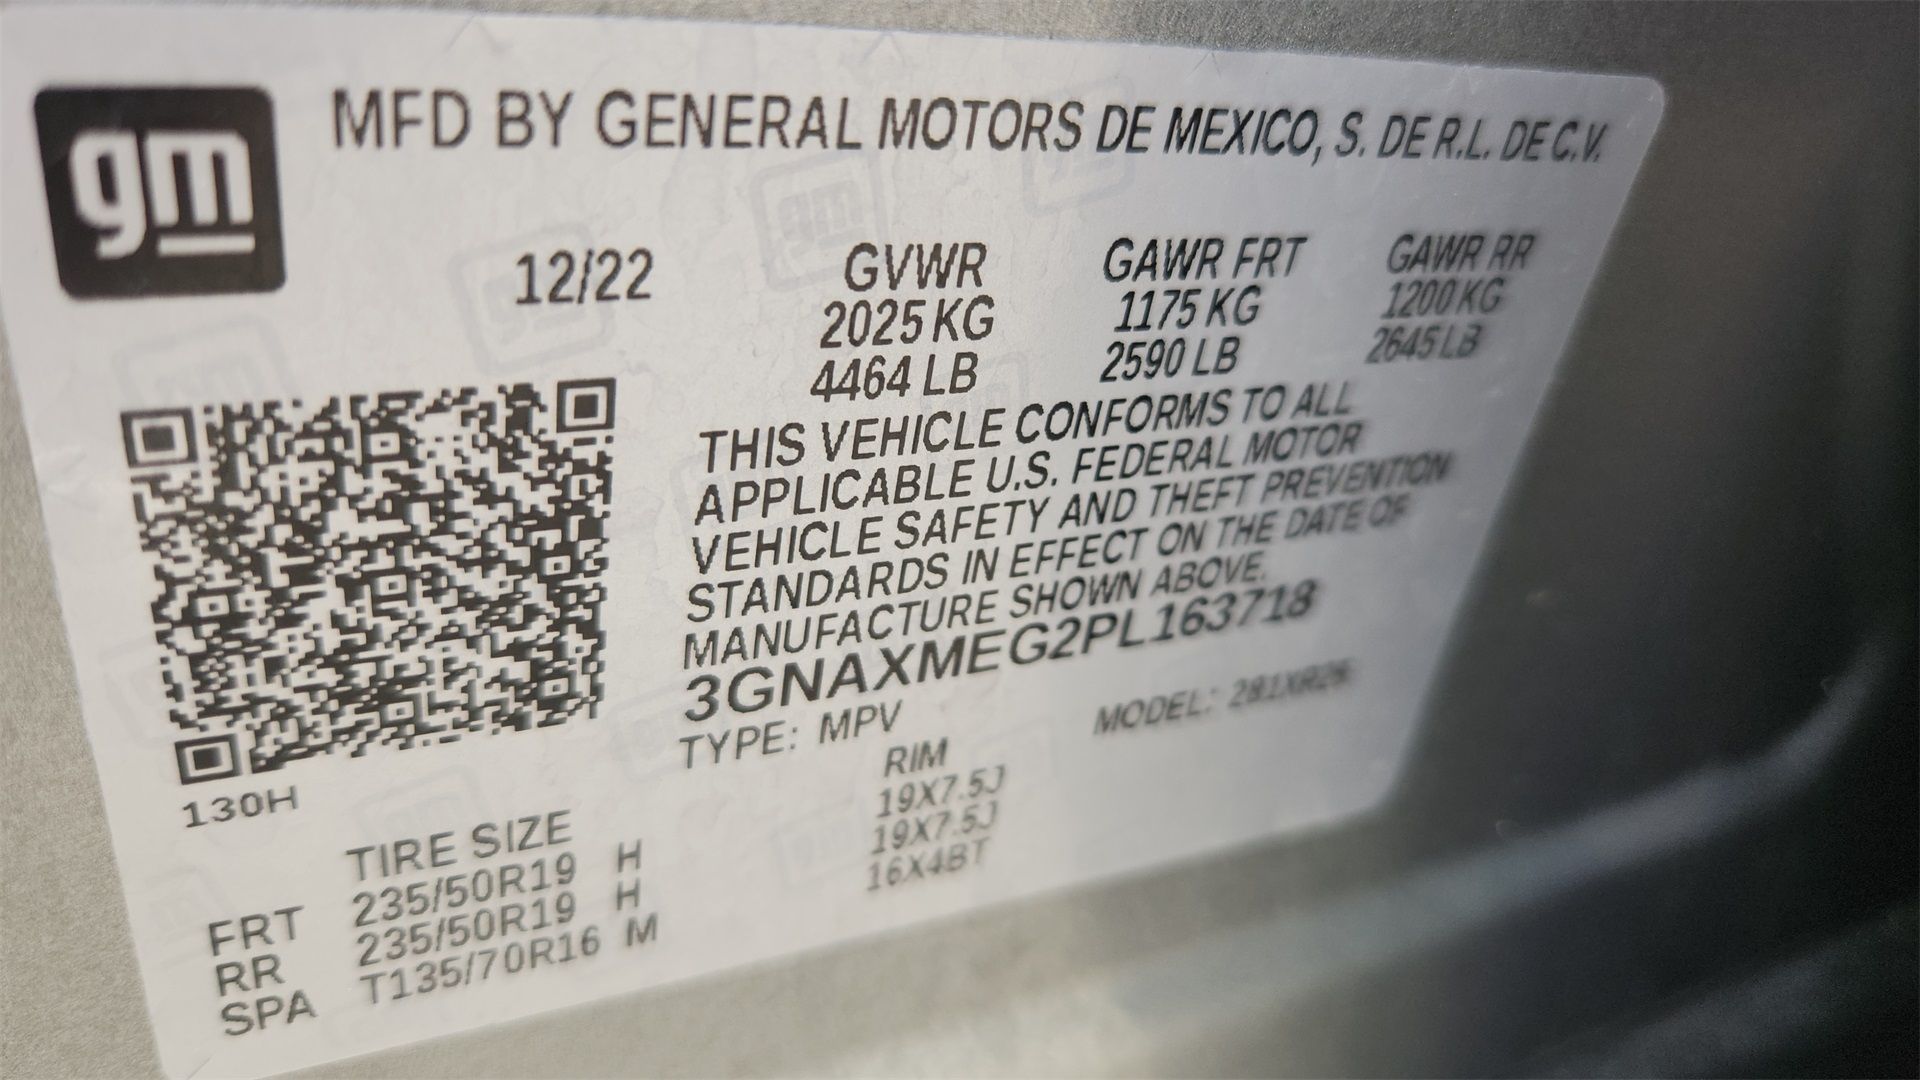 gm
MFD BY GENERAL MOTORS DE MEXICO, S. DE R.L. DE C.V.
12/22 GVWR GAWR FRT GAWR RR
2025 KG 1175 KG 1200 KG
4464 LB 2590 LB 2645 LB
THIS VEHICLE CONFORMS TO ALL
APPLICABLE U.S. FEDERAL MOTOR
VEHICLE SAFETY AND THEFT PREVENTION
STANDARDS IN EFFECT ON THE DATE OF
MANUFACTURE SHOWN ABOVE.
3GNAXMEG2PL163718
TYPE: MPV MODEL:
130H
TIRE SIZE RIM
FRT 235/50R19 H 19X7.5J
RR 235/50R19 H 19X7.5J
SPA T135/70R16 M 16X4BT